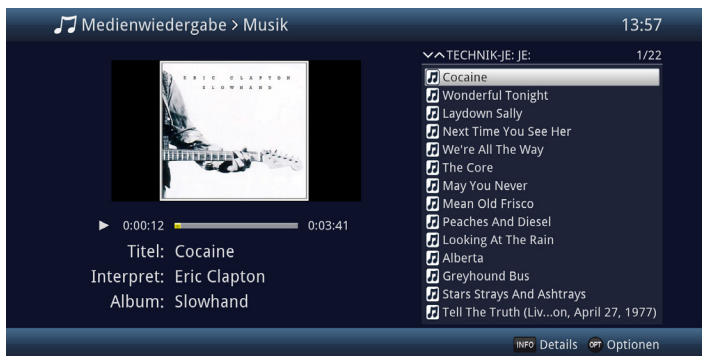 Medienwiedergabe > Musik
13:57
TECHNIK-JE: JE:
1/22
ERIC CLAPTON
SLOWHAND
0:00:12
0:03:41
Titel: Cocaine
Interpret: Eric Clapton
Album: Slowhand
Cocaine
Wonderful Tonight
Laydown Sally
Next Time You See Her
We're All The Way
The Core
May You Never
Mean Old Frisco
Peaches And Diesel
Looking At The Rain
Alberta
Greyhound Bus
Stars Strays And Ashtrays
Tell The Truth (Liv...on, April 27, 1977)
INFO Details OPT Optionen